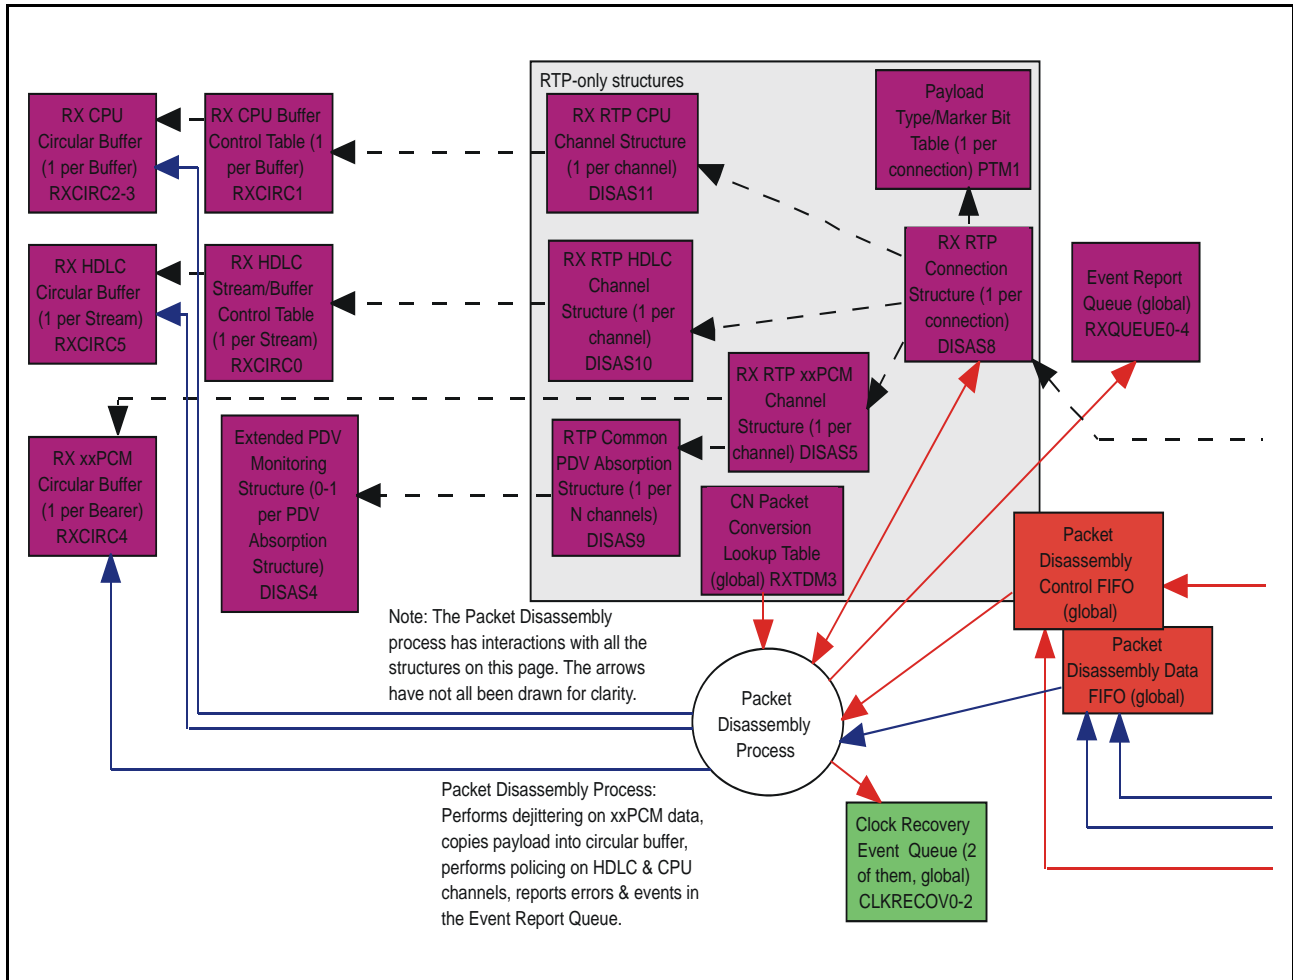 RTP-only structures
RX CPU
Circular Buffer
(1 per Buffer)
RXCIRC2-3
RX CPU Buffer
Control Table (1
per Buffer)
RXCIRC1
RX RTP CPU
Channel Structure
(1 per channel)
DISAS11
Payload
Type/Marker Bit
Table (1 per
connection) PTM1
RX HDLC
Circular Buffer
(1 per Stream)
RXCIRC5
RX HDLC
Stream/Buffer
Control Table
(1 per Stream)
RXCIRC0
RX RTP HDLC
Channel
Structure (1 per
channel)
DISAS10
RX RTP
Connection
Structure (1 per
connection)
DISAS8
Event Report
Queue (global)
RXQUEUE0-4
RX RTP xxPCM
Channel
Structure (1 per
channel) DISAS5
RX xxPCM
Circular Buffer
(1 per Bearer)
RXCIRC4
Extended PDV
Monitoring
Structure (0-1
per PDV
Absorption
Structure)
DISAS4
RTP Common
PDV Absorption
Structure (1 per
N channels)
DISAS9
CN Packet
Conversion
Lookup Table
(global) RXTDM3
Packet
Disassembly
Control FIFO
(global)
Packet
Disassembly Data
FIFO (global)
Note: The Packet Disassembly
process has interactions with all the
structures on this page. The arrows
have not all been drawn for clarity.
Packet
Disassembly
Process
Packet Disassembly Process:
Performs dejittering on xxPCM data,
copies payload into circular buffer,
performs policing on HDLC & CPU
channels, reports errors & events in
the Event Report Queue.
Clock Recovery
Event Queue (2
of them, global)
CLKRECOV0-2